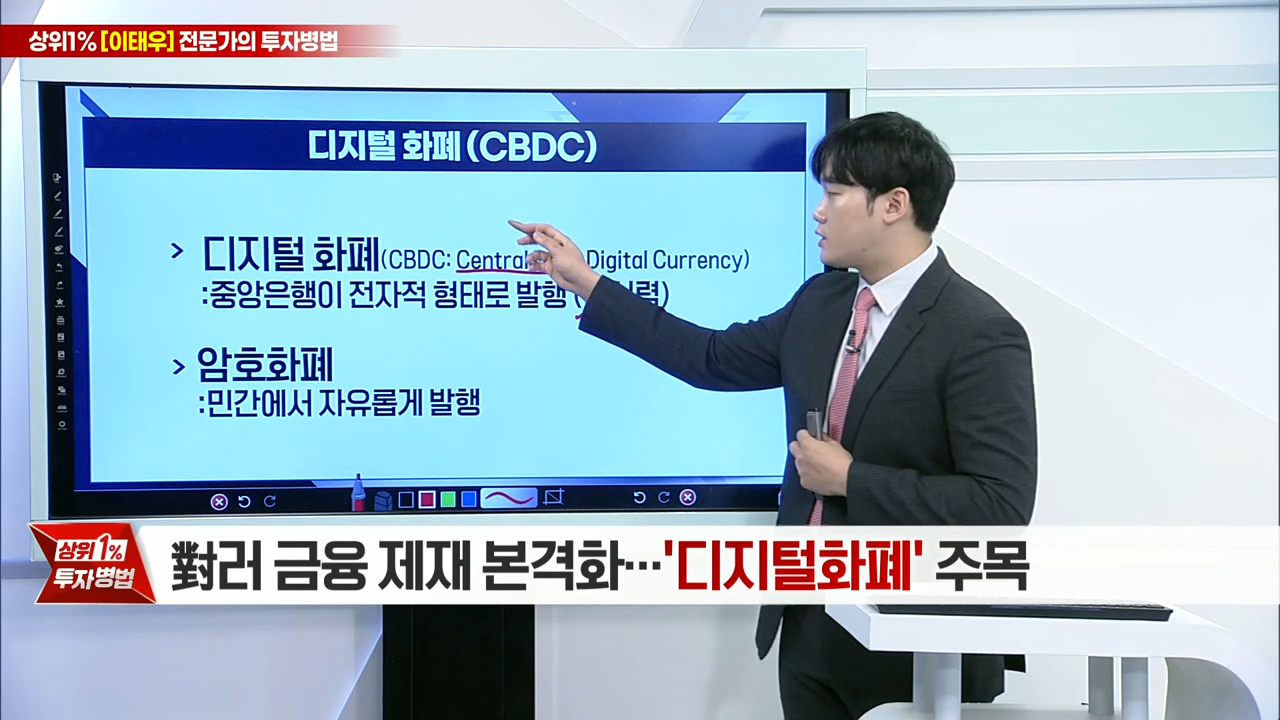 상위1% [이태우] 전문가의 투자병법
디지털 화폐 (CBDC)
> 디지털 화폐(CBDC: Central Digital Currency)
:중앙은행이 전자적 형태로 발행 (
> 암호화폐
:민간에서 자유롭게 발행
상위 1%
투자병법
對러 금융 제재 본격화…'디지털화폐' 주목